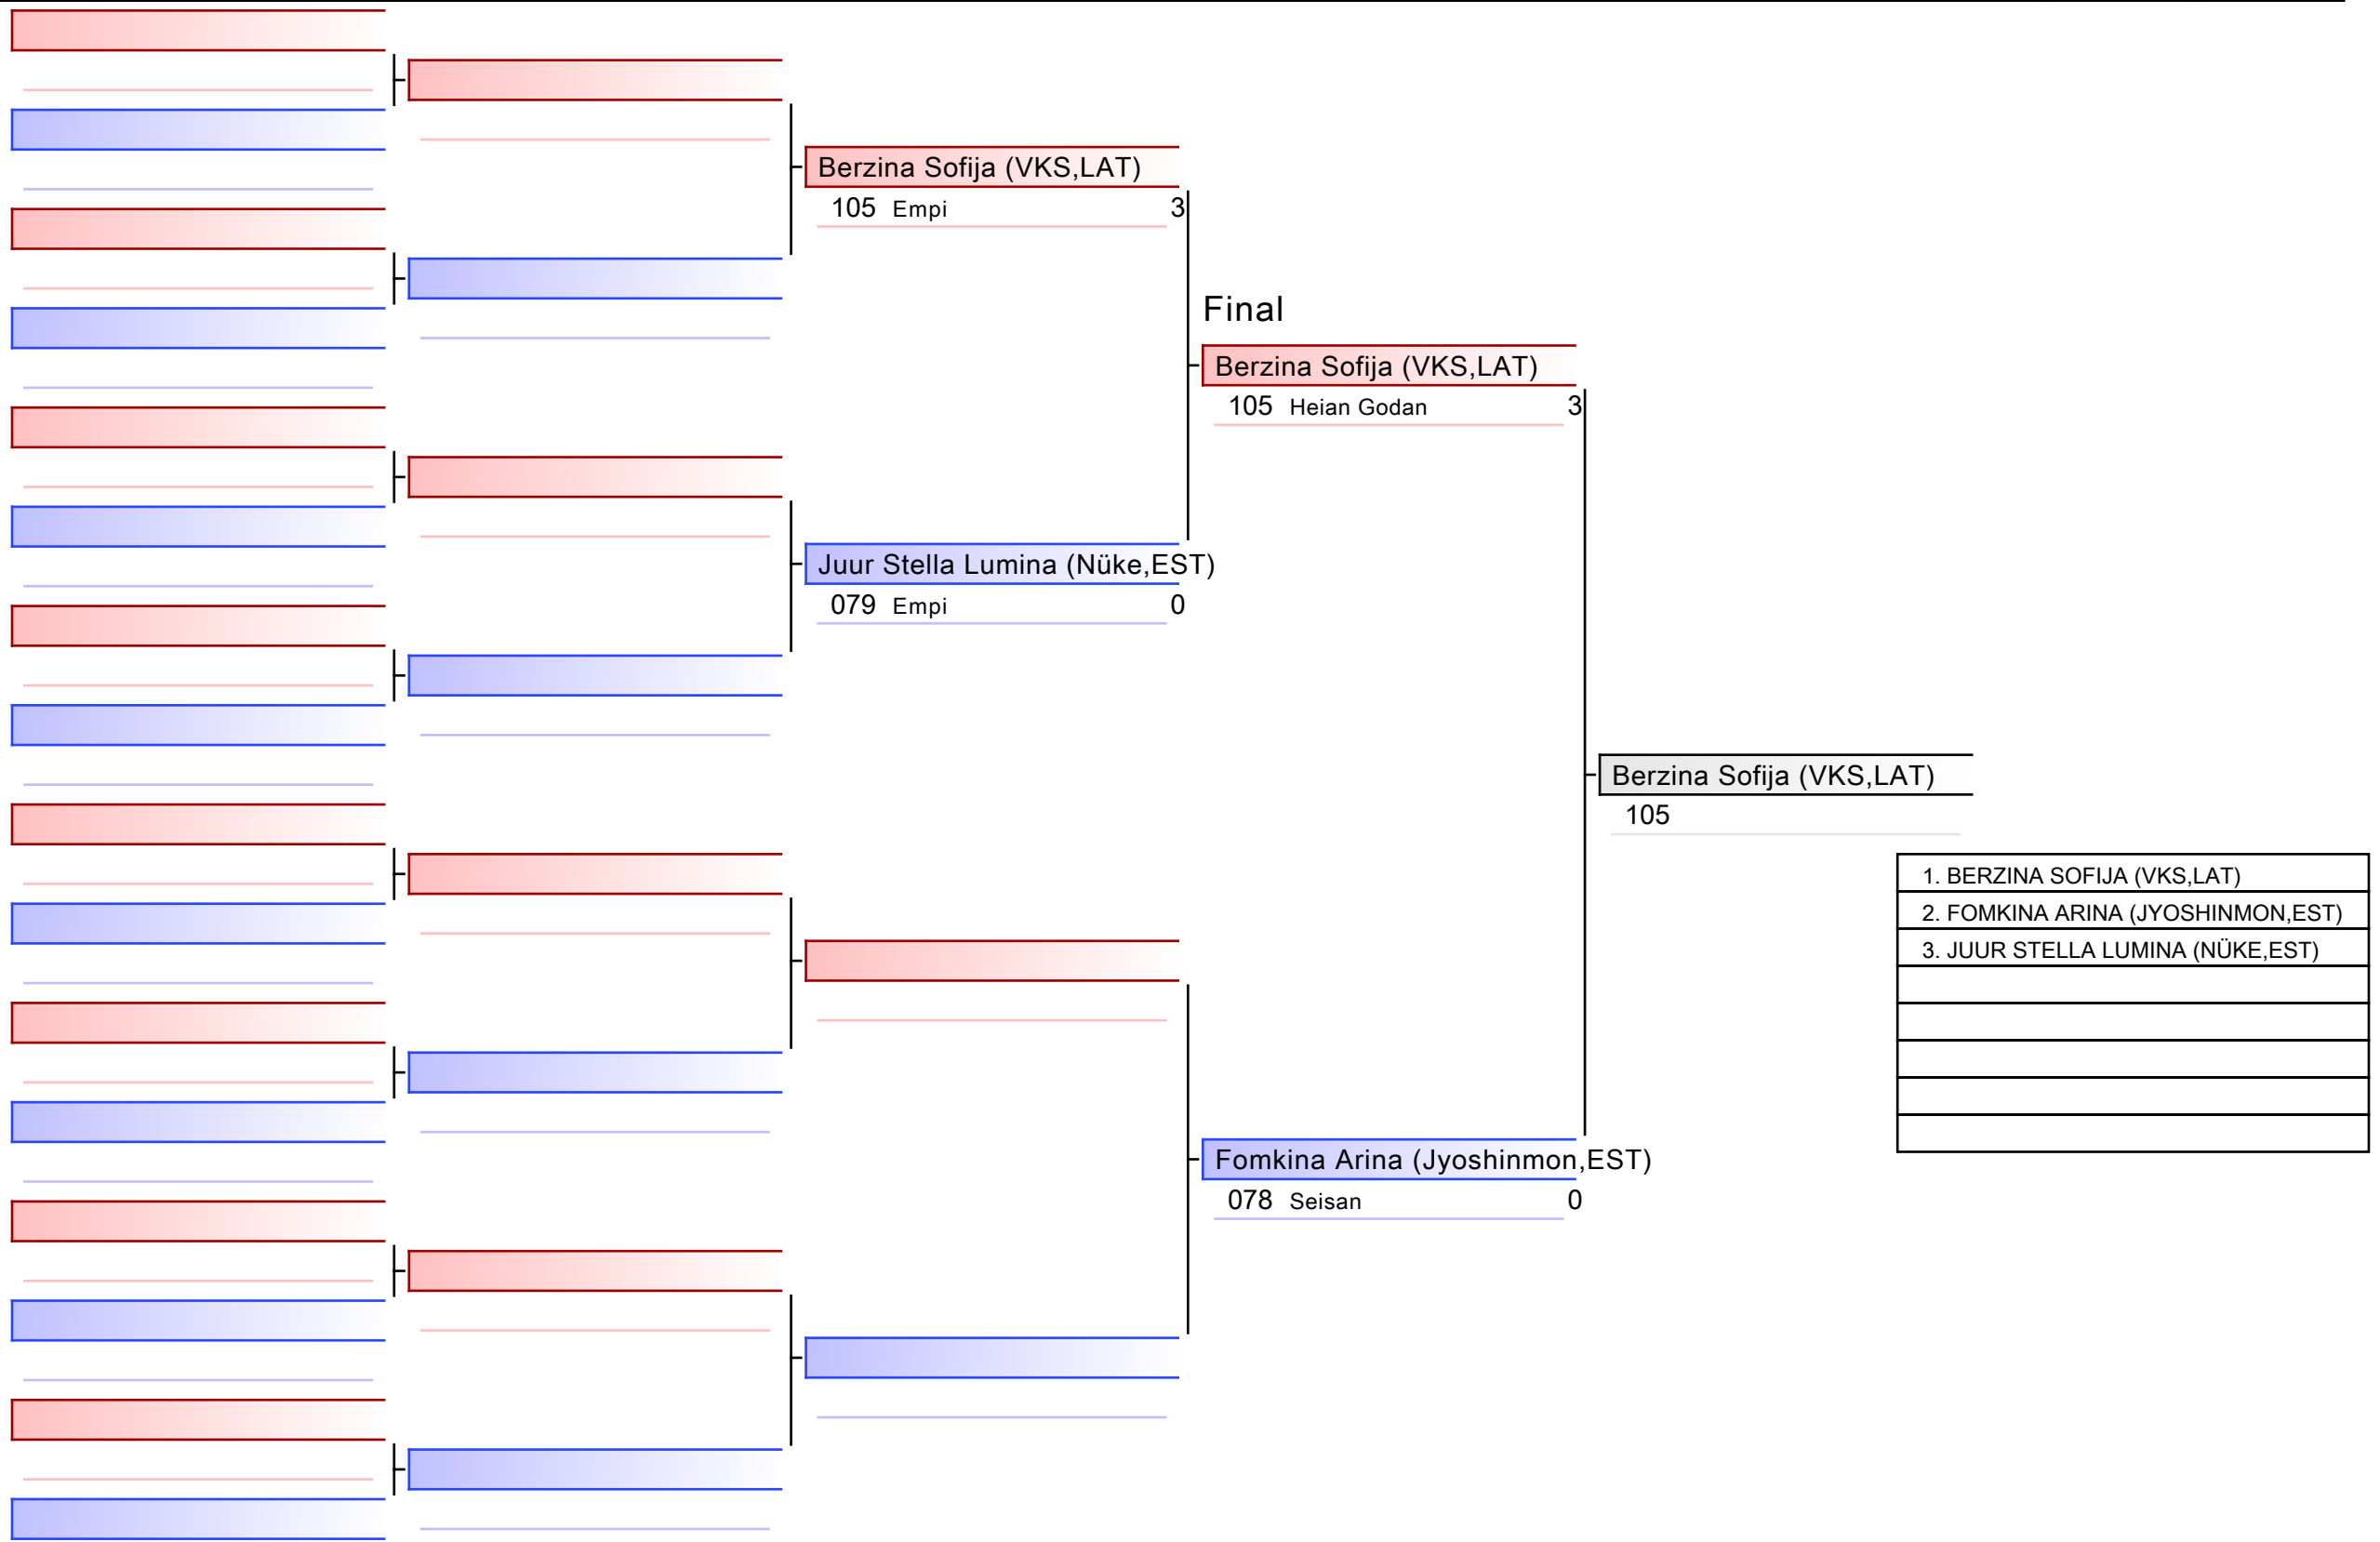 Berzina Sofija (VKS,LAT)
105 Empi 3
Final
Berzina Sofija (VKS,LAT)
105 Heian Godan 3
Juur Stella Lumina (Nüke,EST)
079 Empi 0
Berzina Sofija (VKS,LAT)
105
1. BERZINA SOFIJA (VKS,LAT)
2. FOMKINA ARINA (JYOSHINMON,EST)
3. JUUR STELLA LUMINA (NÜKE,EST)
Fomkina Arina (Jyoshinmon,EST)
078 Seisan 0